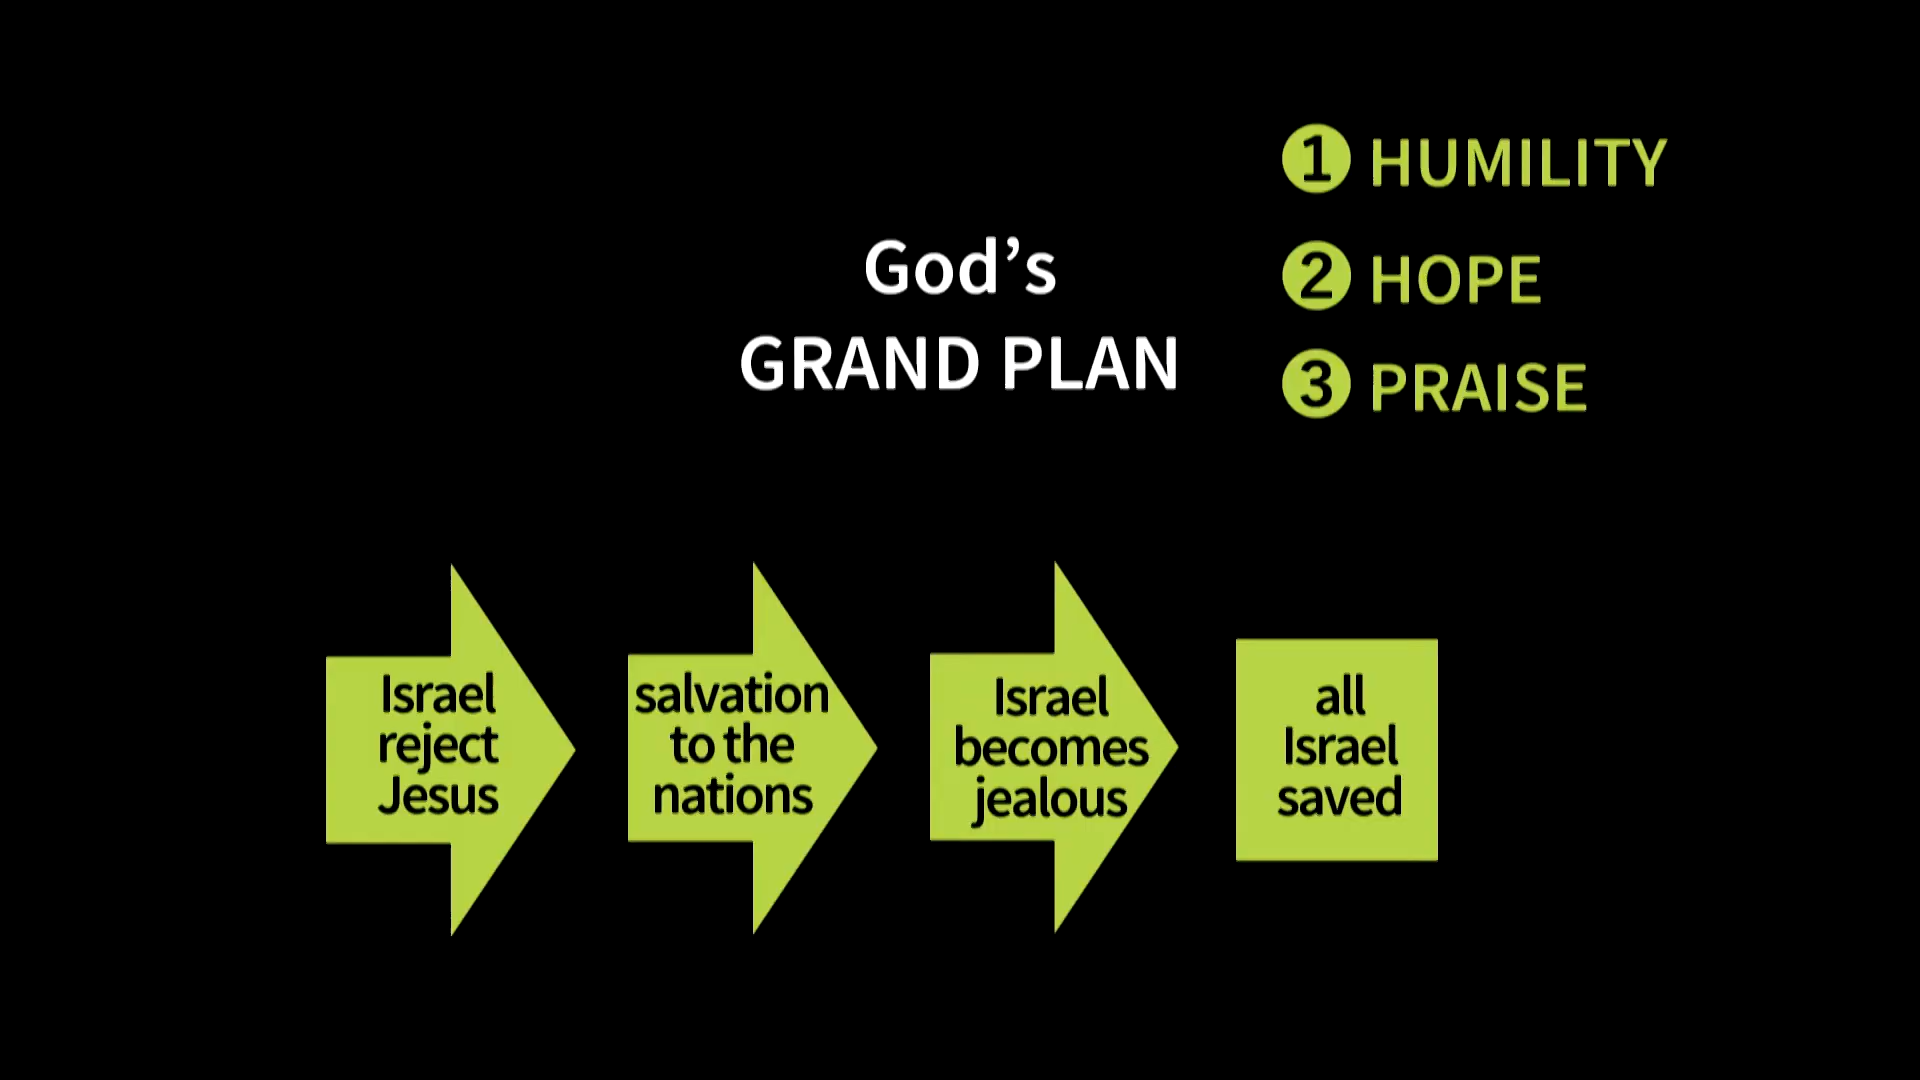 God’s
GRAND PLAN
1 HUMILITY
2 HOPE
3 PRAISE
Israel
reject
Jesus
salvation
to the
nations
Israel
becomes
jealous
all
Israel
saved